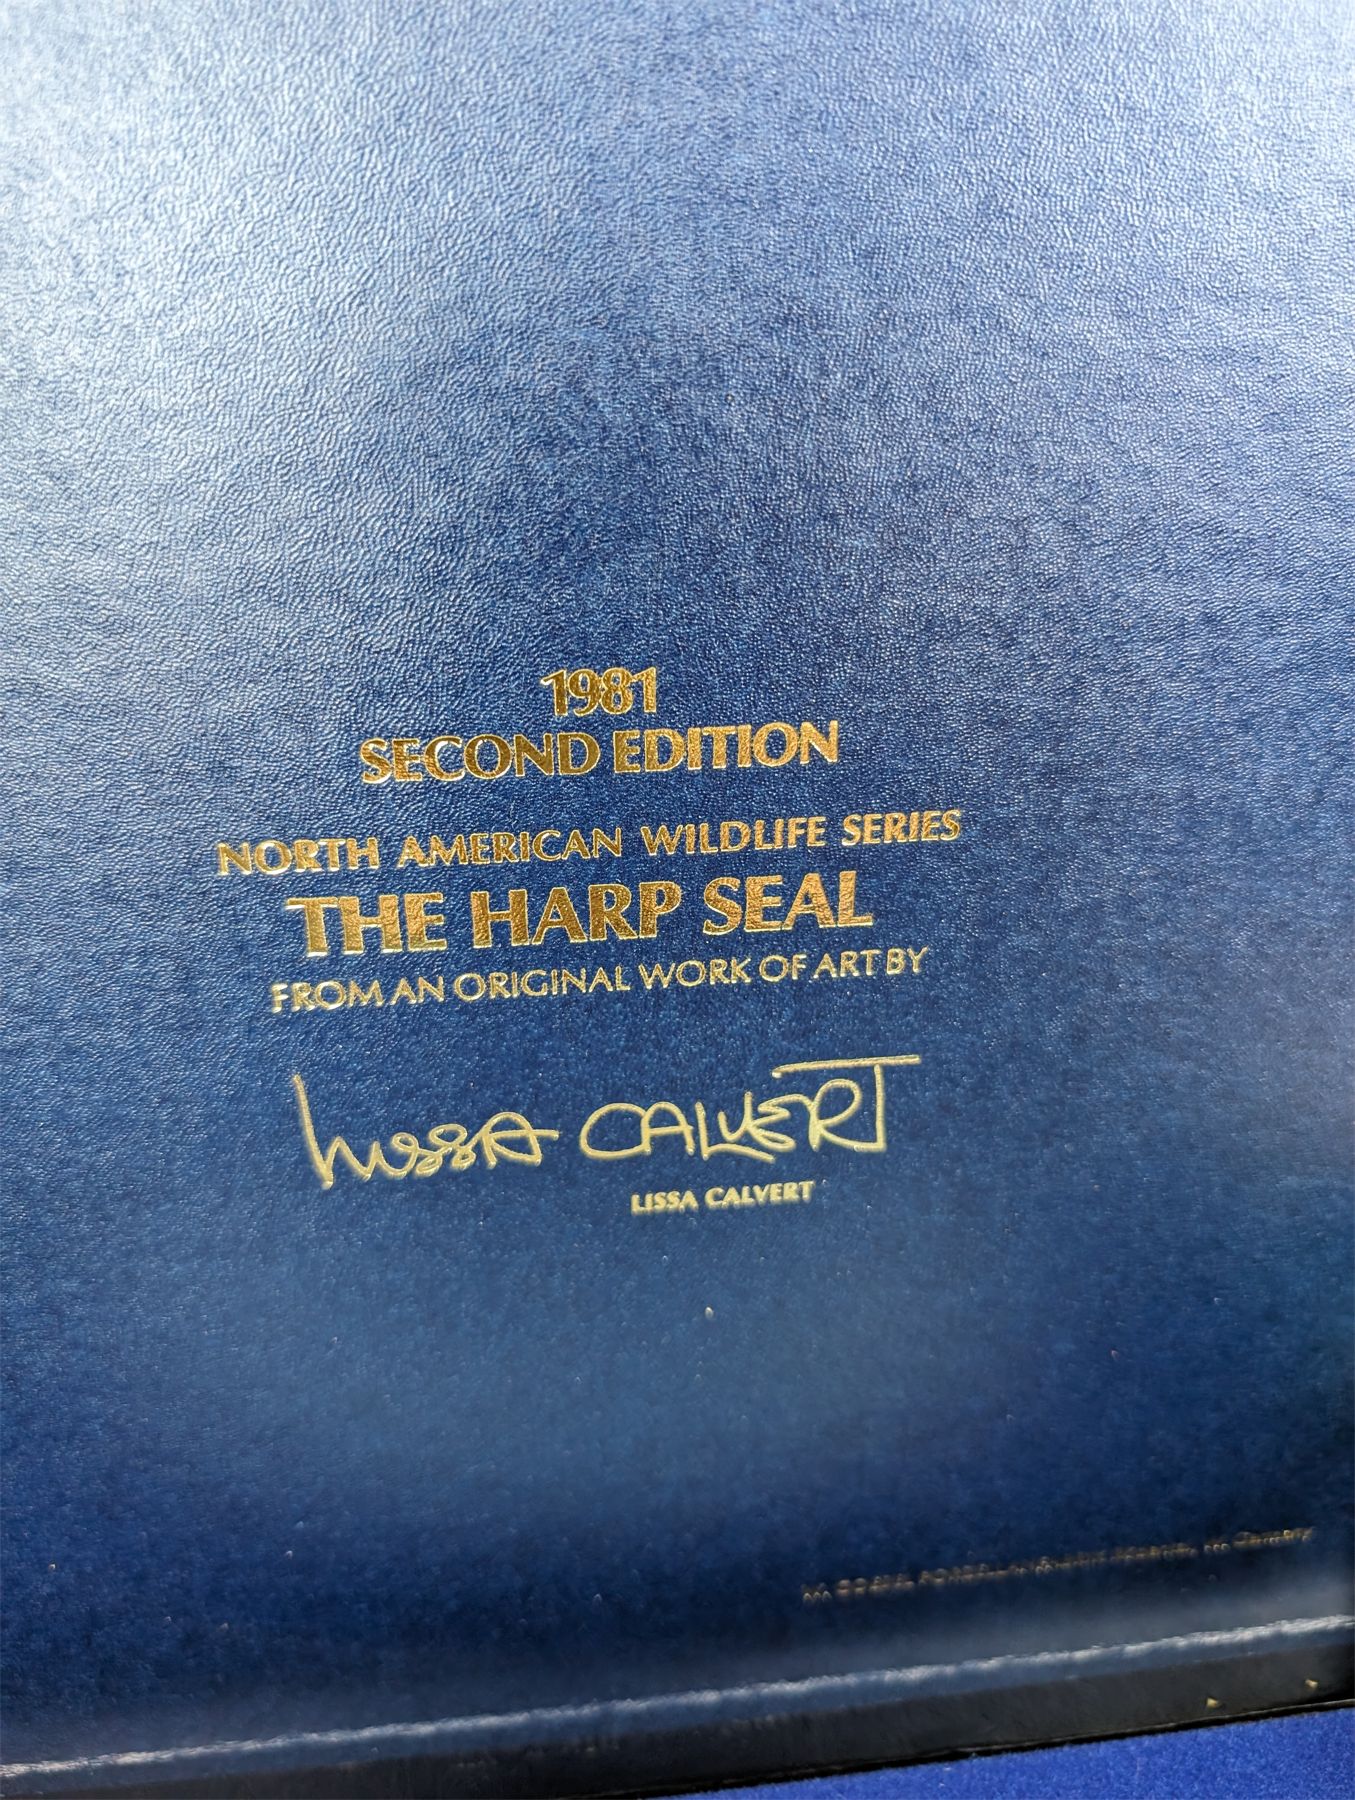 1981
SECOND EDITION
NORTH AMERICAN WILDLIFE SERIES
THE HARP SEAL
FROM AN ORIGINAL WORK OF ART BY
Lissa CALVERT
LISSA CALVERT
Germany